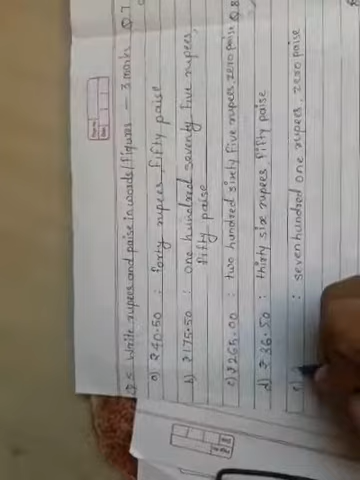 Q.5 Write rupees and paise in words/figures - 3 marks
a) ₹40.50 : forty rupees, fifty paise
b) ₹175.50 : one hundred seventy five rupees,
fifty paise
c) ₹265.00 : two hundred sixty five rupees, zero paise
d) ₹36.50 : thirty six rupees, fifty paise
e) : seven hundred one rupees, zero paise